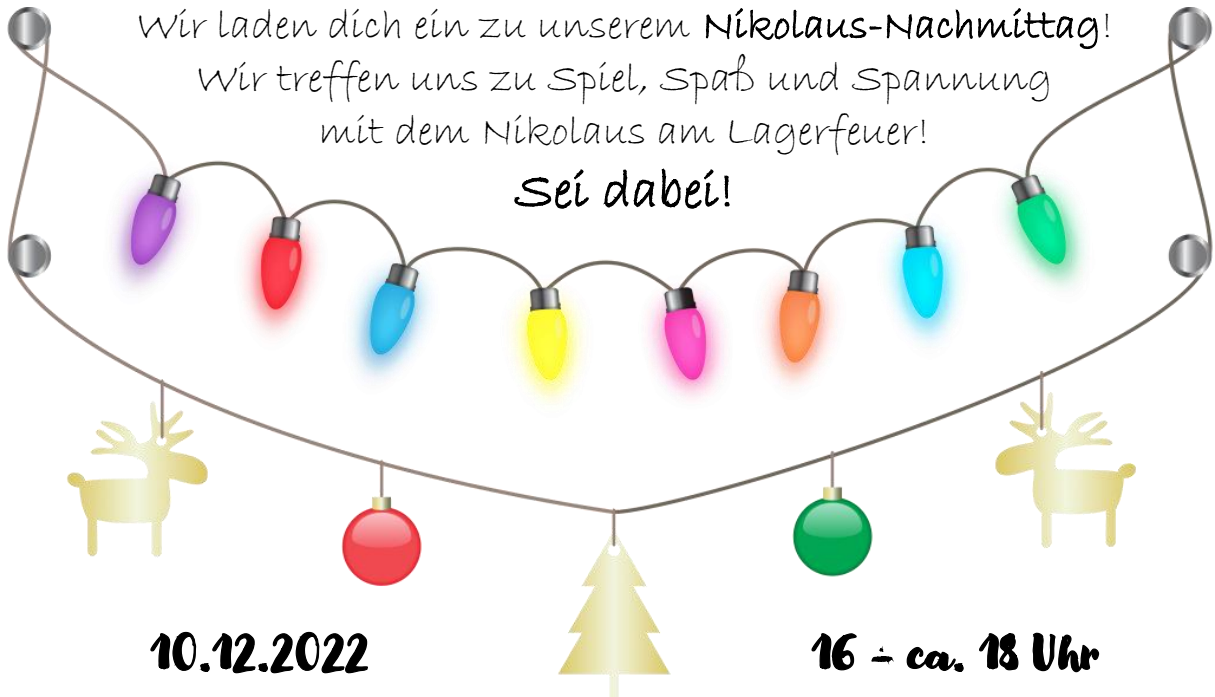 Wir laden dich ein zu unserem Nikolaus-Nachmittag!
Wir treffen uns zu Spiel, Spaß und Spannung
mit dem Nikolaus am Lagerfeuer!
Sei dabei!
10.12.2022
16 - ca. 18 Uhr